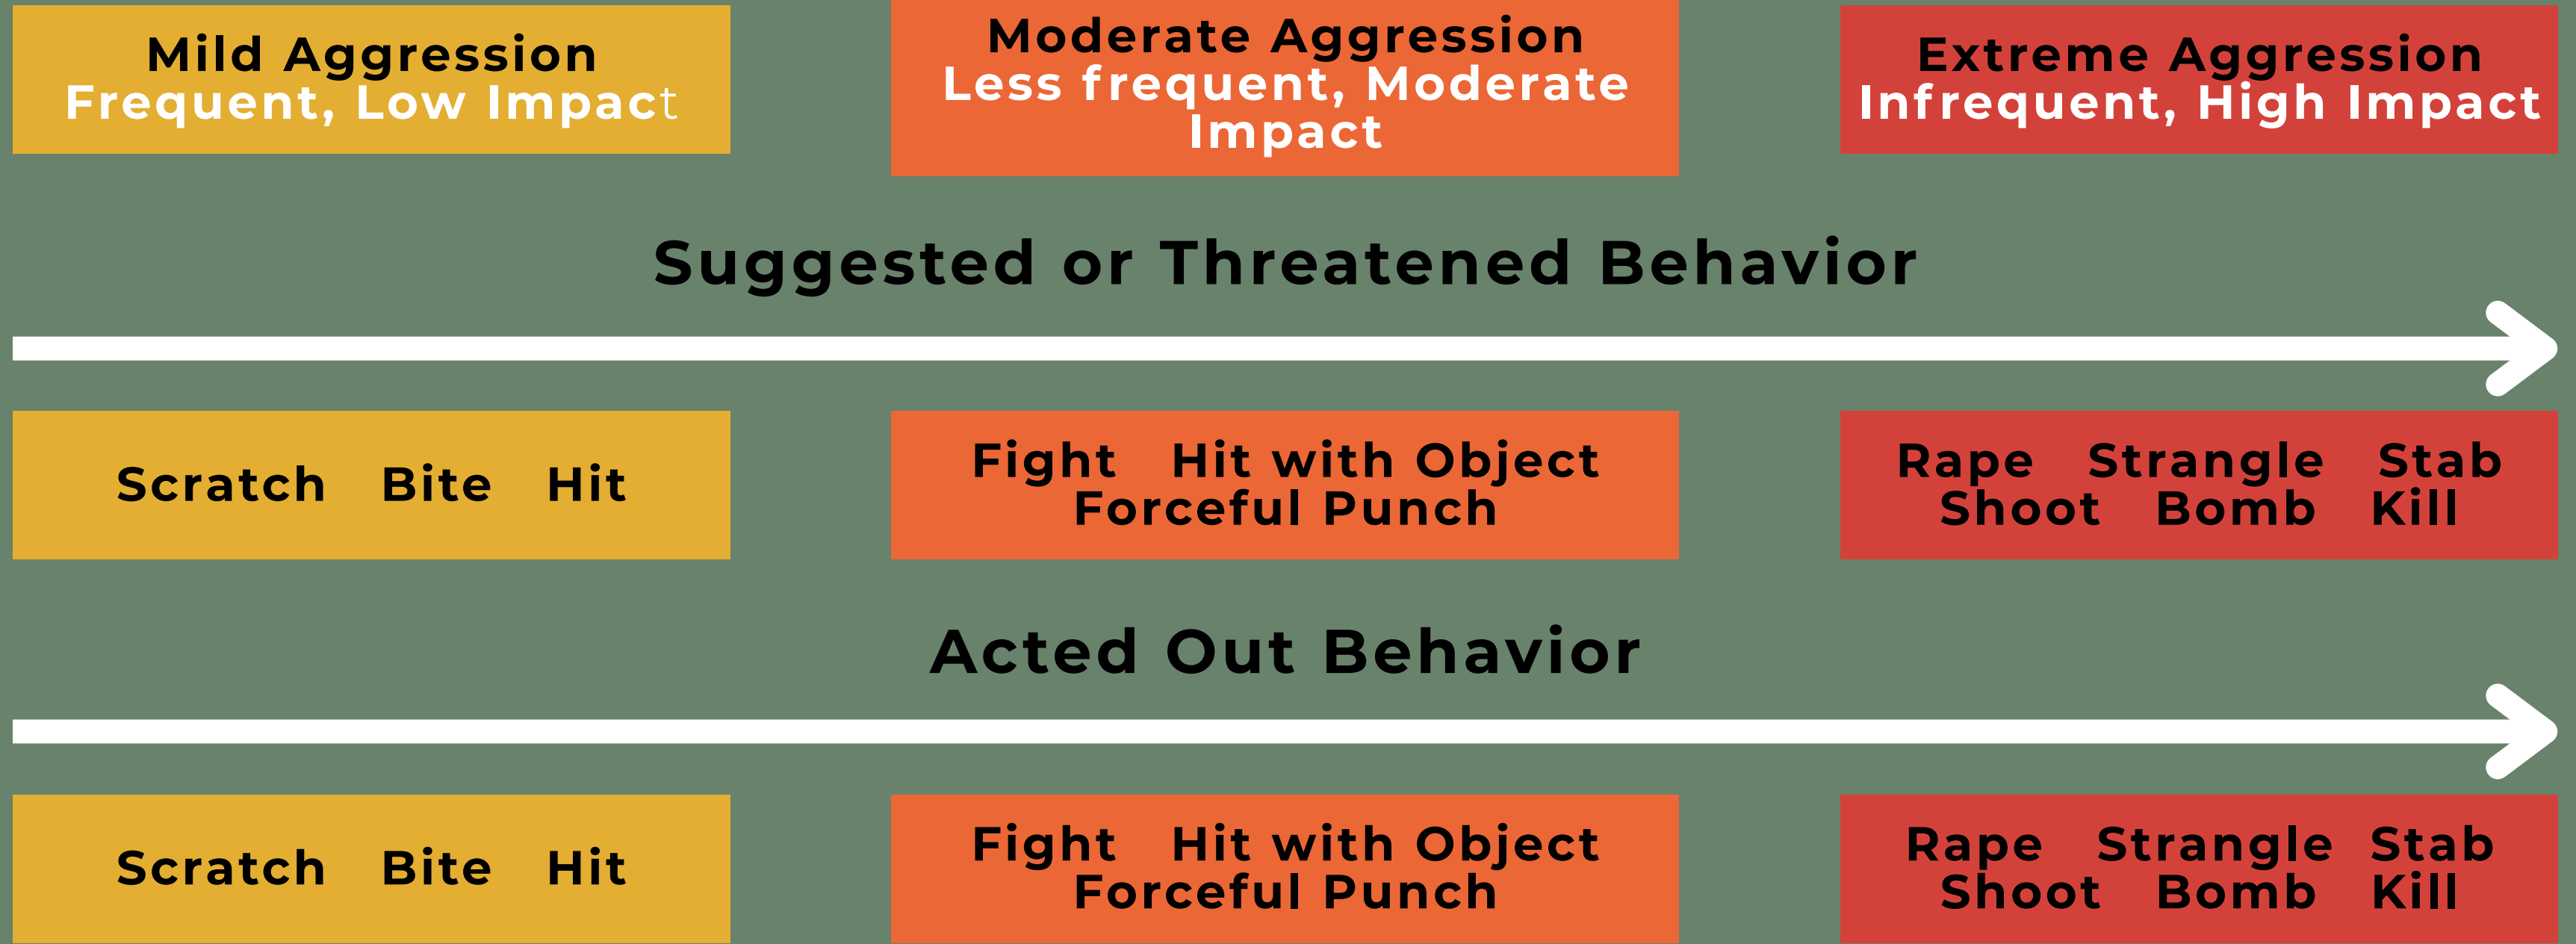 Mild Aggression
Frequent, Low Impact
Moderate Aggression
Less frequent, Moderate
Impact
Extreme Aggression
Infrequent, High Impact
Suggested or Threatened Behavior
Scratch Bite Hit
Fight Hit with Object
Forceful Punch
Rape Strangle Stab
Shoot Bomb Kill
Acted Out Behavior
Scratch Bite Hit
Fight Hit with Object
Forceful Punch
Rape Strangle Stab
Shoot Bomb Kill